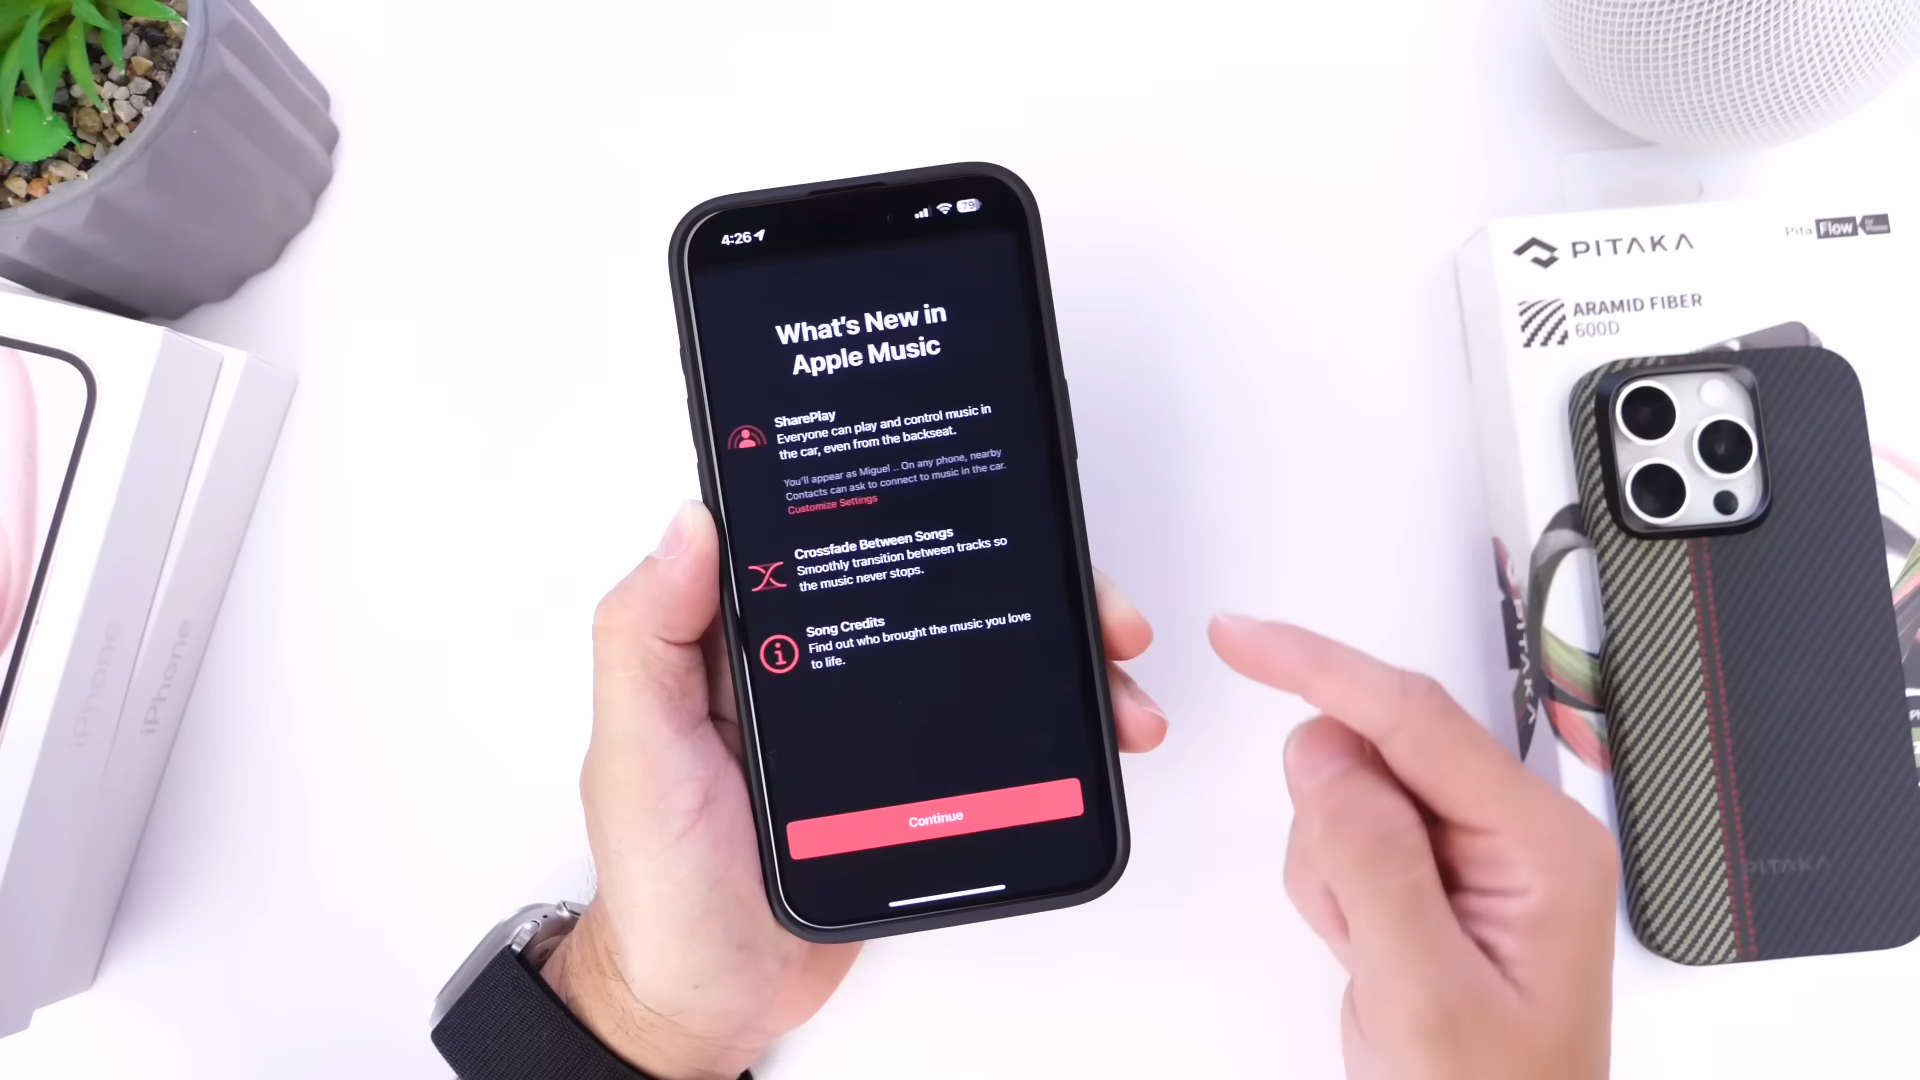 4:26
79
What's New in
Apple Music
SharePlay
Everyone can play and control music in
the car, even from the backseat.
You'll appear as Miguel .. On any phone, nearby
Contacts can ask to connect to music in the car.
Customize Settings
Crossfade Between Songs
Smoothly transition between tracks so
the music never stops.
Song Credits
Find out who brought the music you love
to life.
Continue
iPhone
iPhone
PITAKA
Pita Flow
ARAMID FIBER
600D
PITAKA
PITAKA